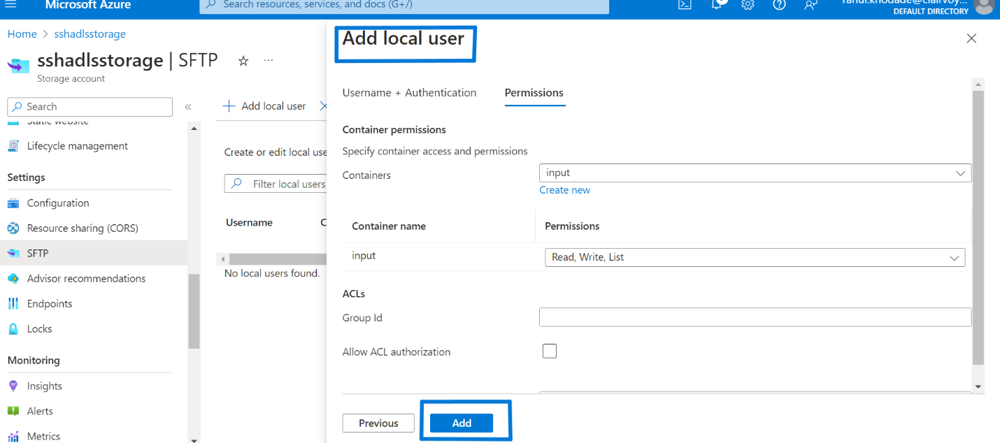 Microsoft Azure
Search resources, services, and docs (G+/)
DEFAULT DIRECTORY
Home > sshadlsstorage
sshadlsstorage | SFTP
Storage account
Search
«
Static website
Lifecycle management
Settings
Configuration
Resource sharing (CORS)
SFTP
Advisor recommendations
Endpoints
Locks
Monitoring
Insights
Alerts
Metrics
Add local user
Create or edit local use
Filter local users
Username
C
No local users found.
Add local user
Username + Authentication
Permissions
Container permissions
Specify container access and permissions
Containers
input
Create new
Container name
Permissions
input
Read, Write, List
ACLs
Group Id
Allow ACL authorization
Previous
Add